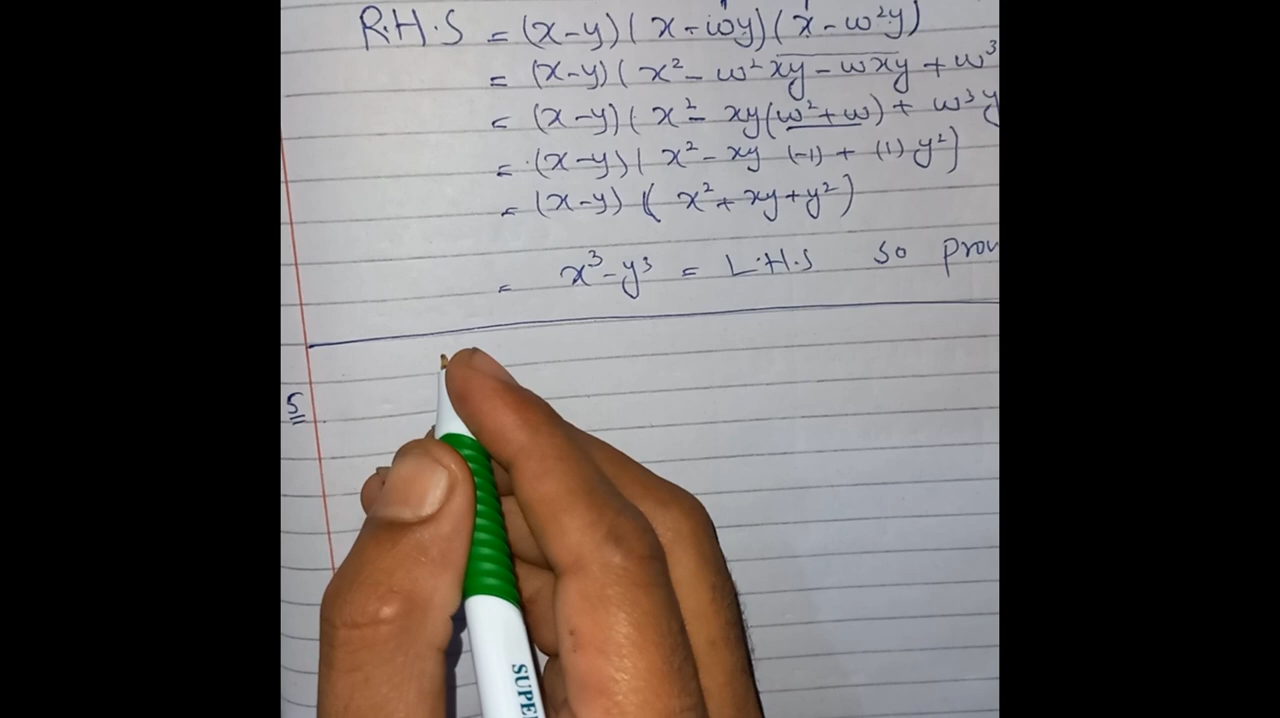 R.H.S = (x-y)(x-ωy)(x-ω²y)
= (x-y)(x²-ω²xy-ωxy+ω³
= (x-y)(x²-xy(ω²+ω)+ω³y
= (x-y)(x²-xy(-1)+(1)y²)
= (x-y)(x²+xy+y²)
= x³-y³ = L.H.S so prov
5
SUPE